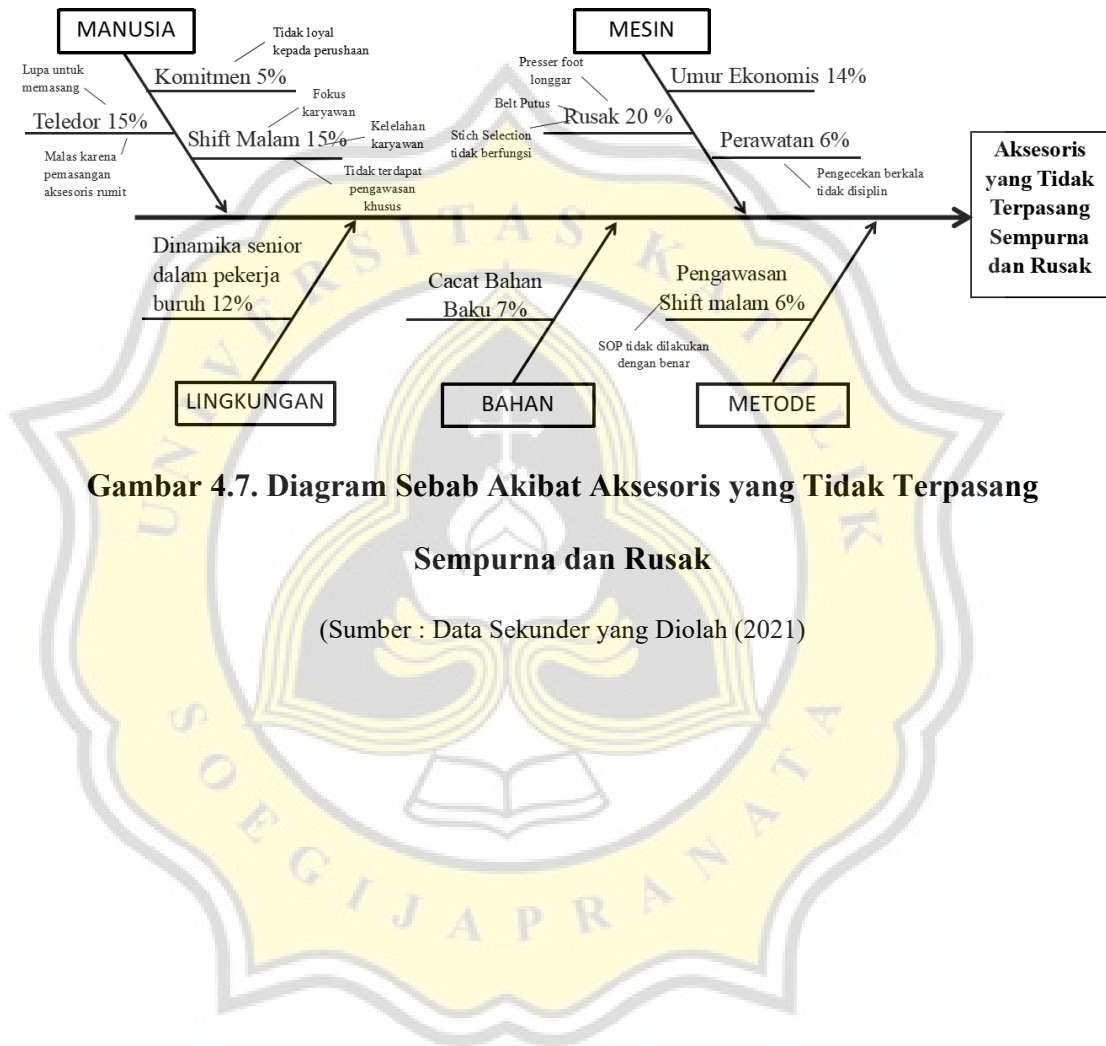 MANUSIA
Tidak loyal
kepada perushaan
Komitmen 5%
Lupa untuk
memasang
Teledor 15%
Malas karena
pemasangan
aksesoris rumit
Fokus
karyawan
Shift Malam 15%
Kelelahan
karyawan
Tidak terdapat
pengawasan
khusus
MESIN
Presser foot
longgar
Umur Ekonomis 14%
Belt Putus
Rusak 20 %
Stich Selection
tidak berfungsi
Perawatan 6%
Pengecekan berkala
tidak disiplin
Aksesoris
yang Tidak
Terpasang
Sempurna
dan Rusak
Dinamika senior
dalam pekerja
buruh 12%
LINGKUNGAN
Cacat Bahan
Baku 7%
BAHAN
Pengawasan
Shift malam 6%
SOP tidak dilakukan
dengan benar
METODE
Gambar 4.7. Diagram Sebab Akibat Aksesoris yang Tidak Terpasang
Sempurna dan Rusak
(Sumber : Data Sekunder yang Diolah (2021)
UNIVERSITAS KATOLIK
SOEGIJAPRANATA